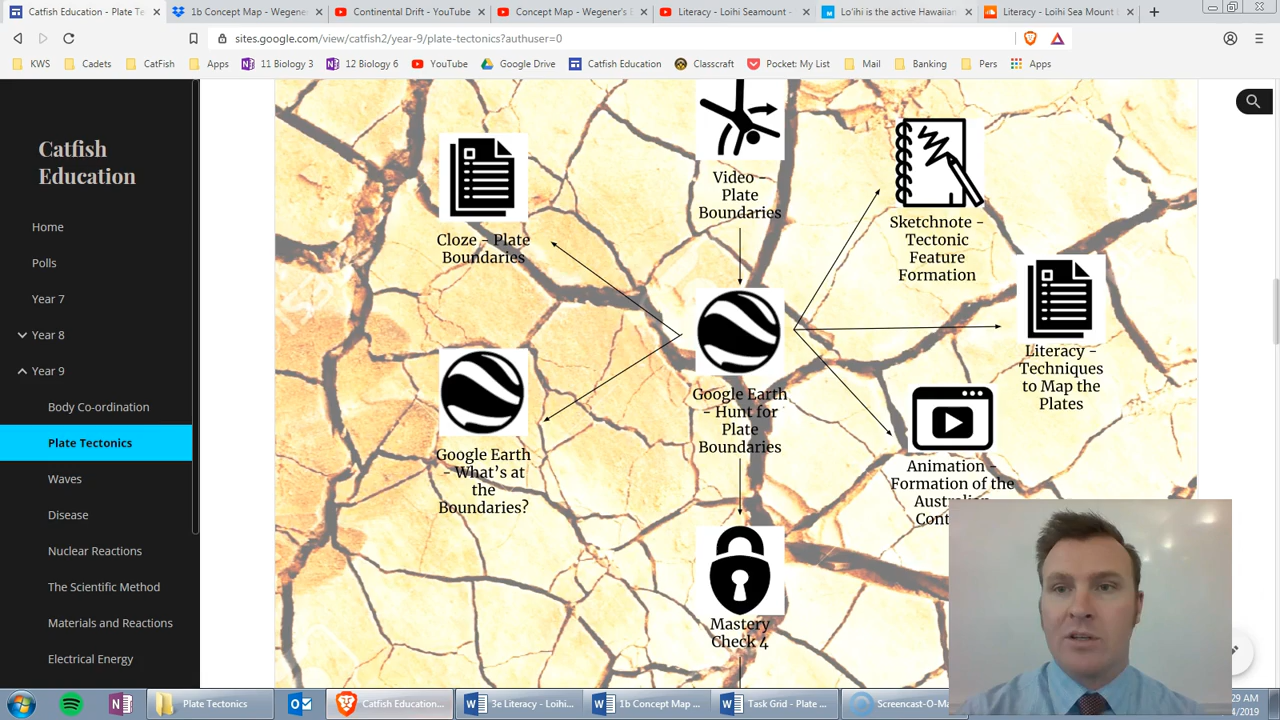 Catfish Education - Plate Te
1b Concept Map - Wegener'
Continental Drift - YouTube
Concept Map - Wegener's
Literacy - Loihi Seamount -
Lo'ihi is the active Hawaiian
Literacy - Loihi Sea Mount
sites.google.com/view/catfish2/year-9/plate-tectonics?authuser=0
KWS
Cadets
CatFish
Apps
11 Biology 3
12 Biology 6
YouTube
Google Drive
Catfish Education
Classcraft
Pocket: My List
Mail
Banking
Pers
Apps
Catfish
Education
Home
Polls
Year 7
Year 8
Year 9
Body Co-ordination
Plate Tectonics
Waves
Disease
Nuclear Reactions
The Scientific Method
Materials and Reactions
Electrical Energy
Video -
Plate
Boundaries
Cloze - Plate
Boundaries
Sketchnote -
Tectonic
Feature
Formation
Literacy -
Techniques
to Map the
Plates
Google Earth
- Hunt for
Plate
Boundaries
Google Earth
- What's at
the
Boundaries?
Animation -
Formation of the
Mastery
Check 4
Plate Tectonics
Catfish Education...
3e Literacy - Loihi...
1b Concept Map ...
Task Grid - Plate ...
Screencast-O-Ma
:29 AM
4/2019